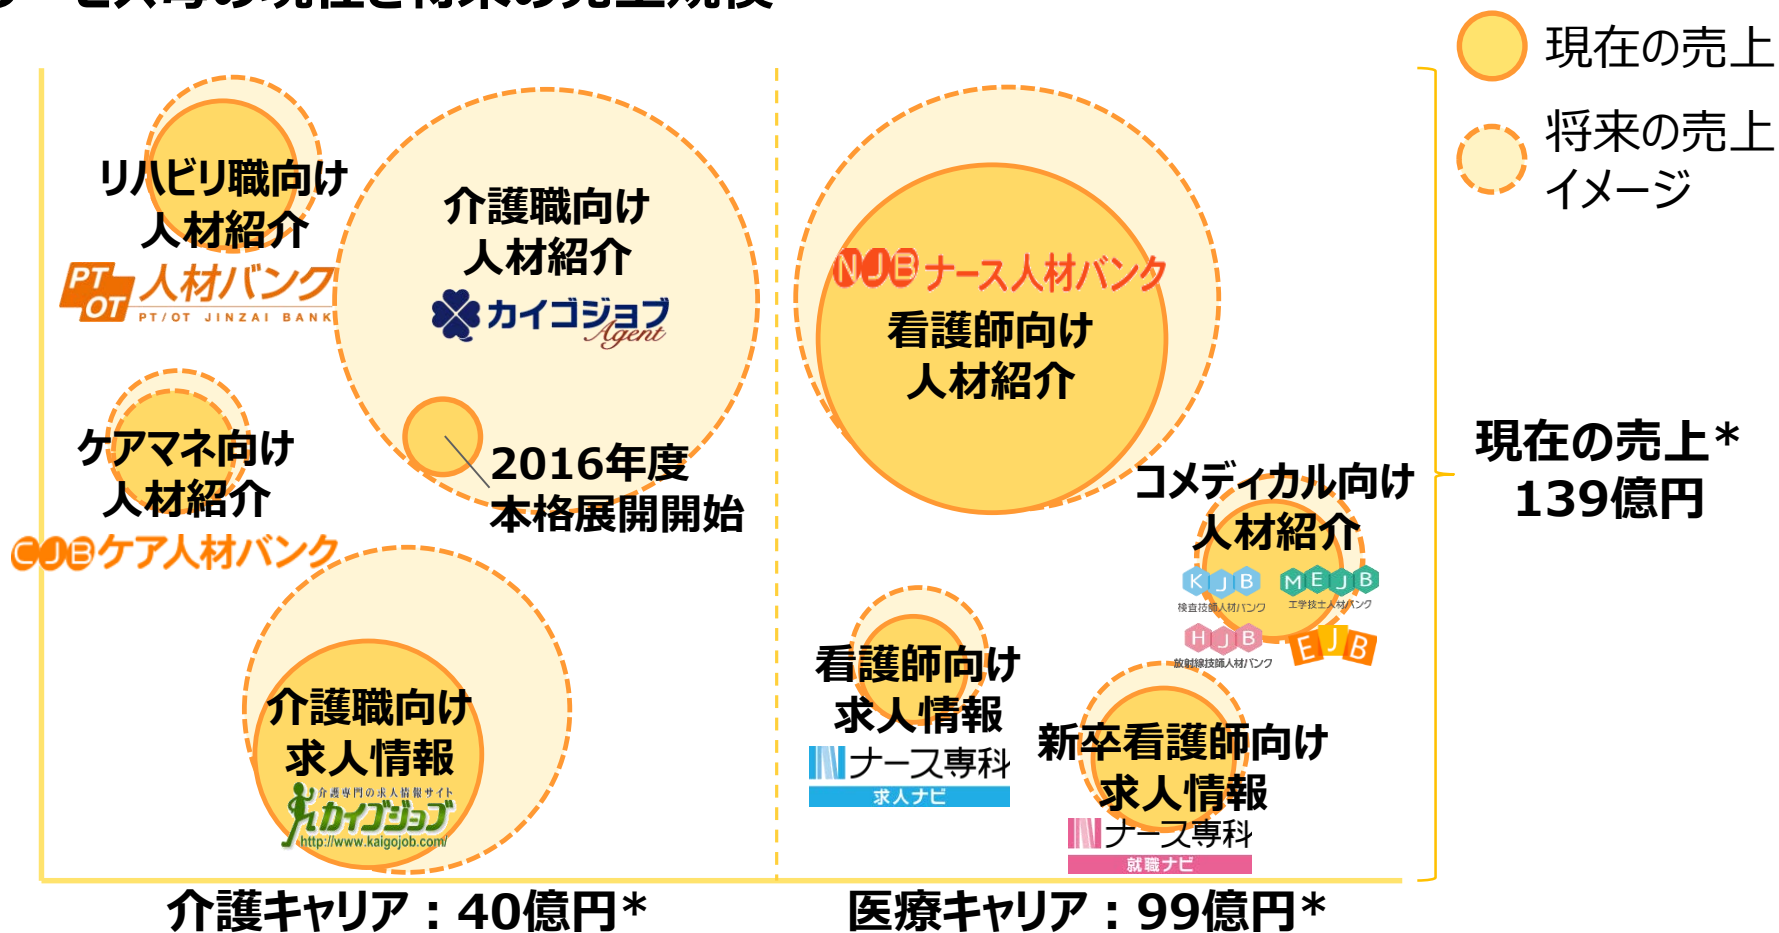 現在の売上
将来の売上
イメージ
リハビリ職向け
人材紹介
PT
OT
人材バンク
PT/OT JINZAI BANK
介護職向け
人材紹介
カイゴジョブ
Agent
2016年度
本格展開開始
ケアマネ向け
人材紹介
CJBケア人材バンク
介護職向け
求人情報
介護専門の求人情報サイト
カイゴジョブ
http://www.kaigojob.com/
NJBナース人材バンク
看護師向け
人材紹介
コメディカル向け
人材紹介
KJB
検査技師人材バンク
MEJB
工学技士人材バンク
HJB
放射線技師人材バンク
EJB
看護師向け
求人情報
ナース専科
求人ナビ
新卒看護師向け
求人情報
ナース専科
就職ナビ
現在の売上*
139億円
介護キャリア：40億円*
医療キャリア：99億円*